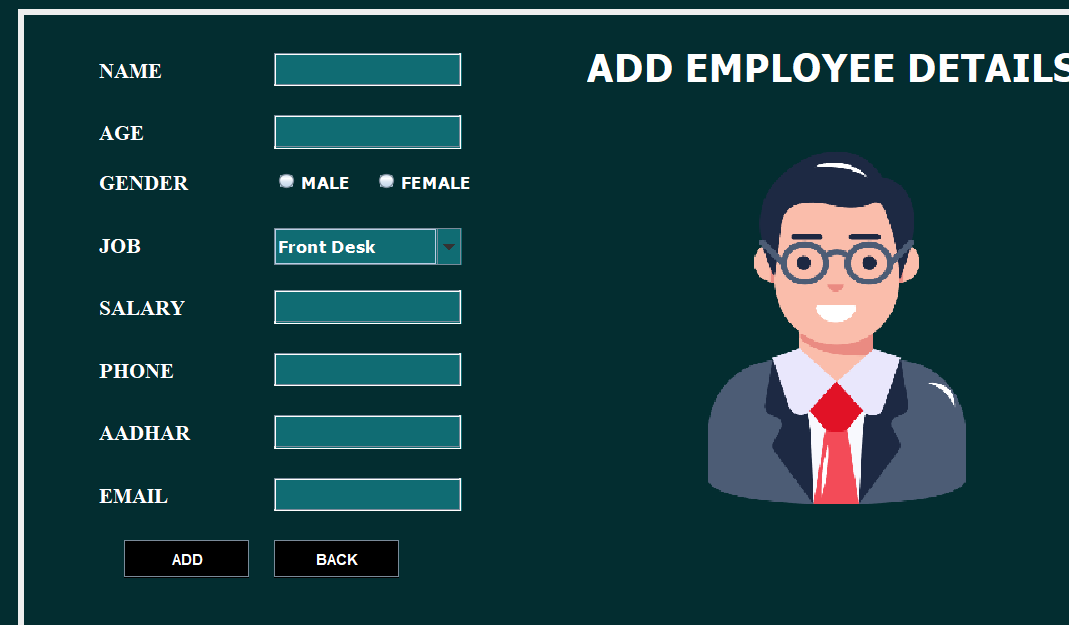 NAME
ADD EMPLOYEE DETAILS
AGE
GENDER
MALE
FEMALE
JOB
Front Desk
SALARY
PHONE
AADHAR
EMAIL
ADD
BACK